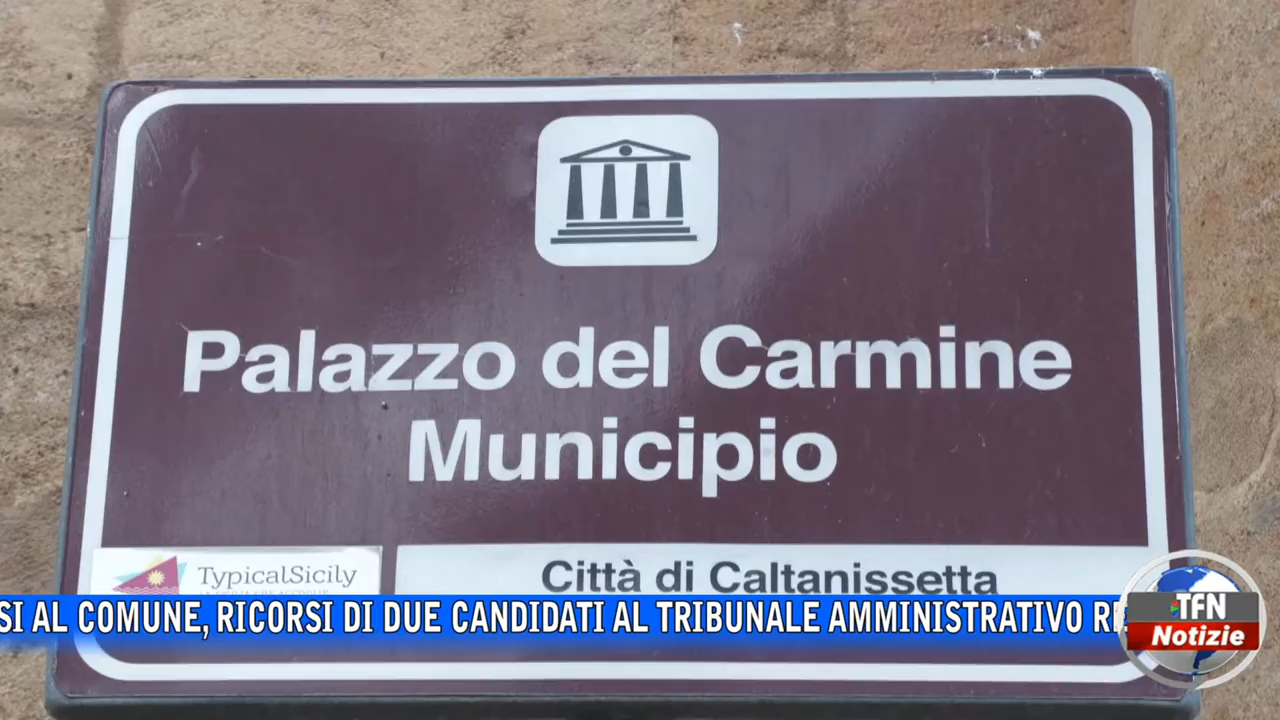 Palazzo del Carmine
Municipio
TypicalSicily
Città di Caltanissetta
SI AL COMUNE, RICORSI DI DUE CANDIDATI AL TRIBUNALE AMMINISTRATIVO
TFN
Notizie